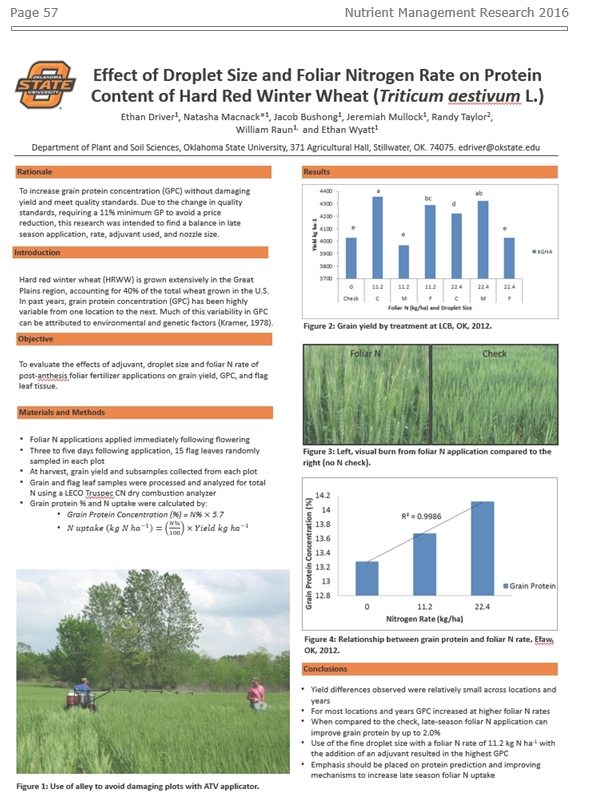 Page 57
Nutrient Management Research 2016
OKLAHOMA
STATE
UNIVERSITY
Effect of Droplet Size and Foliar Nitrogen Rate on Protein
Content of Hard Red Winter Wheat (Triticum aestivum L.)
Ethan Driver¹, Natasha Macnack*¹, Jacob Bushong¹, Jeremiah Mullock¹, Randy Taylor²,
William Raun¹, and Ethan Wyatt¹
Department of Plant and Soil Sciences, Oklahoma State University, 371 Agricultural Hall, Stillwater, OK. 74075. edriver@okstate.edu
Rationale
To increase grain protein concentration (GPC) without damaging
yield and meet quality standards. Due to the change in quality
standards, requiring a 11% minimum GP to avoid a price
reduction, this research was intended to find a balance in late
season application, rate, adjuvant used, and nozzle size.
Introduction
Hard red winter wheat (HRWW) is grown extensively in the Great
Plains region, accounting for 40% of the total wheat grown in the U.S.
In past years, grain protein concentration (GPC) has been highly
variable from one location to the next. Much of this variability in GPC
can be attributed to environmental and genetic factors (Kramer, 1978).
Objective
To evaluate the effects of adjuvant, droplet size and foliar N rate of
post-anthesis foliar fertilizer applications on grain yield, GPC, and flag
leaf tissue.
Materials and Methods
• Foliar N applications applied immediately following flowering
• Three to five days following application, 15 flag leaves randomly
sampled in each plot
• At harvest, grain yield and subsamples collected from each plot
• Grain and flag leaf samples were processed and analyzed for total
N using a LECO Truspec CN dry combustion analyzer
• Grain protein % and N uptake were calculated by:
• Grain Protein Concentration (%) = N% × 5.7
• N uptake (kg N ha⁻¹) = (N%/100) × Yield kg ha⁻¹
Figure 1: Use of alley to avoid damaging plots with ATV applicator.
Results
Yield kg ha-1
4400
4300
4200
4100
4000
3900
3800
3700
e a e bc d ab e
KGHA
0 11.2 11.2 11.2 22.4 22.4 22.4
Check C M F C M F
Foliar N (kg/ha) and Droplet Size
Figure 2: Grain yield by treatment at LCB, OK, 2012.
Foliar N
Check
Figure 3: Left, visual burn from foliar N application compared to the
right (no N check).
Grain Protein Concentration (%)
14.2
14
13.8
13.6
13.4
13.2
13
12.8
R² = 0.9986
Grain Protein
0 11.2 22.4
Nitrogen Rate (kg/ha)
Figure 4: Relationship between grain protein and foliar N rate, Efaw,
OK, 2012.
Conclusions
• Yield differences observed were relatively small across locations and
years
• For most locations and years GPC increased at higher foliar N rates
• When compared to the check, late-season foliar N application can
improve grain protein by up to 2.0%
• Use of the fine droplet size with a foliar N rate of 11.2 kg N ha⁻¹ with
the addition of an adjuvant resulted in the highest GPC
• Emphasis should be placed on protein prediction and improving
mechanisms to increase late season foliar N uptake